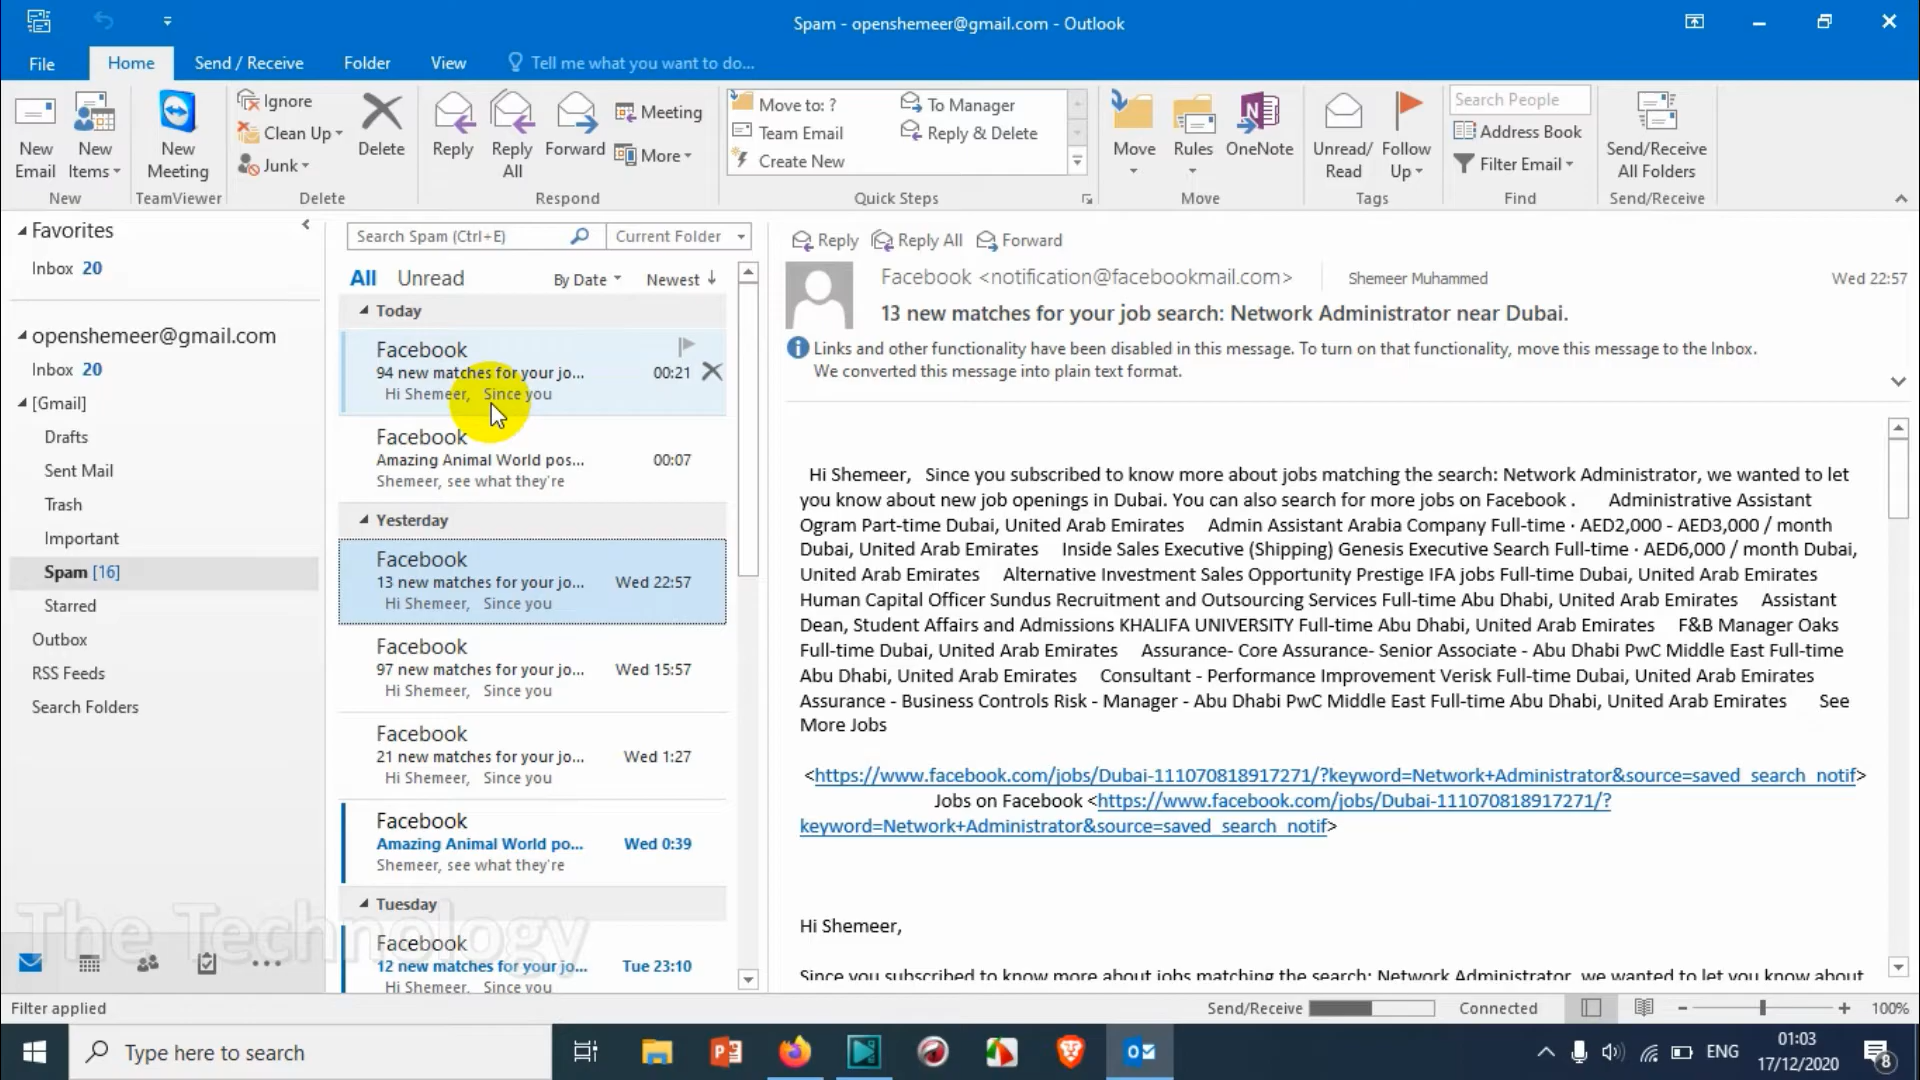 Spam - openshemeer@gmail.com - Outlook
File
Home
Send / Receive
Folder
View
Tell me what you want to do...
New Email
New Items
New
New Meeting
TeamViewer
Ignore
Clean Up
Junk
Delete
Delete
Reply
Reply All
Forward
Meeting
More
Respond
Move to: ?
Team Email
Create New
To Manager
Reply & Delete
Quick Steps
Move
Rules
OneNote
Move
Unread/ Read
Follow Up
Tags
Search People
Address Book
Filter Email
Find
Send/Receive All Folders
Send/Receive
Favorites
Inbox 20
openshemeer@gmail.com
Inbox 20
[Gmail]
Drafts
Sent Mail
Trash
Important
Spam [16]
Starred
Outbox
RSS Feeds
Search Folders
Search Spam (Ctrl+E)
Current Folder
All Unread
By Date Newest
Today
Facebook
94 new matches for your jo... 00:21
Hi Shemeer, Since you
Facebook
Amazing Animal World pos... 00:07
Shemeer, see what they're
Yesterday
Facebook
13 new matches for your jo... Wed 22:57
Hi Shemeer, Since you
Facebook
97 new matches for your jo... Wed 15:57
Hi Shemeer, Since you
Facebook
21 new matches for your jo... Wed 1:27
Hi Shemeer, Since you
Facebook
Amazing Animal World po... Wed 0:39
Shemeer, see what they're
Tuesday
Facebook
12 new matches for your jo... Tue 23:10
Hi Shemeer, Since you
Reply Reply All Forward
Facebook <notification@facebookmail.com> Shemeer Muhammed Wed 22:57
13 new matches for your job search: Network Administrator near Dubai.
Links and other functionality have been disabled in this message. To turn on that functionality, move this message to the Inbox.
We converted this message into plain text format.
Hi Shemeer, Since you subscribed to know more about jobs matching the search: Network Administrator, we wanted to let
you know about new job openings in Dubai. You can also search for more jobs on Facebook . Administrative Assistant
Ogram Part-time Dubai, United Arab Emirates Admin Assistant Arabia Company Full-time · AED2,000 - AED3,000 / month
Dubai, United Arab Emirates Inside Sales Executive (Shipping) Genesis Executive Search Full-time · AED6,000 / month Dubai,
United Arab Emirates Alternative Investment Sales Opportunity Prestige IFA jobs Full-time Dubai, United Arab Emirates
Human Capital Officer Sundus Recruitment and Outsourcing Services Full-time Abu Dhabi, United Arab Emirates Assistant
Dean, Student Affairs and Admissions KHALIFA UNIVERSITY Full-time Abu Dhabi, United Arab Emirates F&B Manager Oaks
Full-time Dubai, United Arab Emirates Assurance- Core Assurance- Senior Associate - Abu Dhabi PwC Middle East Full-time
Abu Dhabi, United Arab Emirates Consultant - Performance Improvement Verisk Full-time Dubai, United Arab Emirates
Assurance - Business Controls Risk - Manager - Abu Dhabi PwC Middle East Full-time Abu Dhabi, United Arab Emirates See
More Jobs
<https://www.facebook.com/jobs/Dubai-111070818917271/?keyword=Network+Administrator&source=saved_search_notif>
Jobs on Facebook <https://www.facebook.com/jobs/Dubai-111070818917271/?
keyword=Network+Administrator&source=saved_search_notif>
Hi Shemeer,
Since you subscribed to know more about jobs matching the search: Network Administrator, we wanted to let you know about
The Technology
Filter applied
Send/Receive
Connected
100%
Type here to search
ENG
01:03
17/12/2020
8